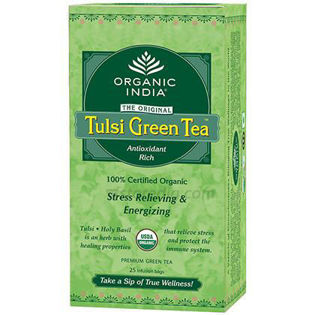 ORGANIC
INDIA®
THE ORIGINAL
Tulsi Green Tea™
Antioxidant
Rich
100% Certified Organic
Stress Relieving &
Energizing
Tulsi • Holy Basil
is an herb with
healing properties
USDA
ORGANIC
that relieve stress
and protect the
immune system.
PREMIUM GREEN TEA
25 infusion bags
Take a Sip of True Wellness!